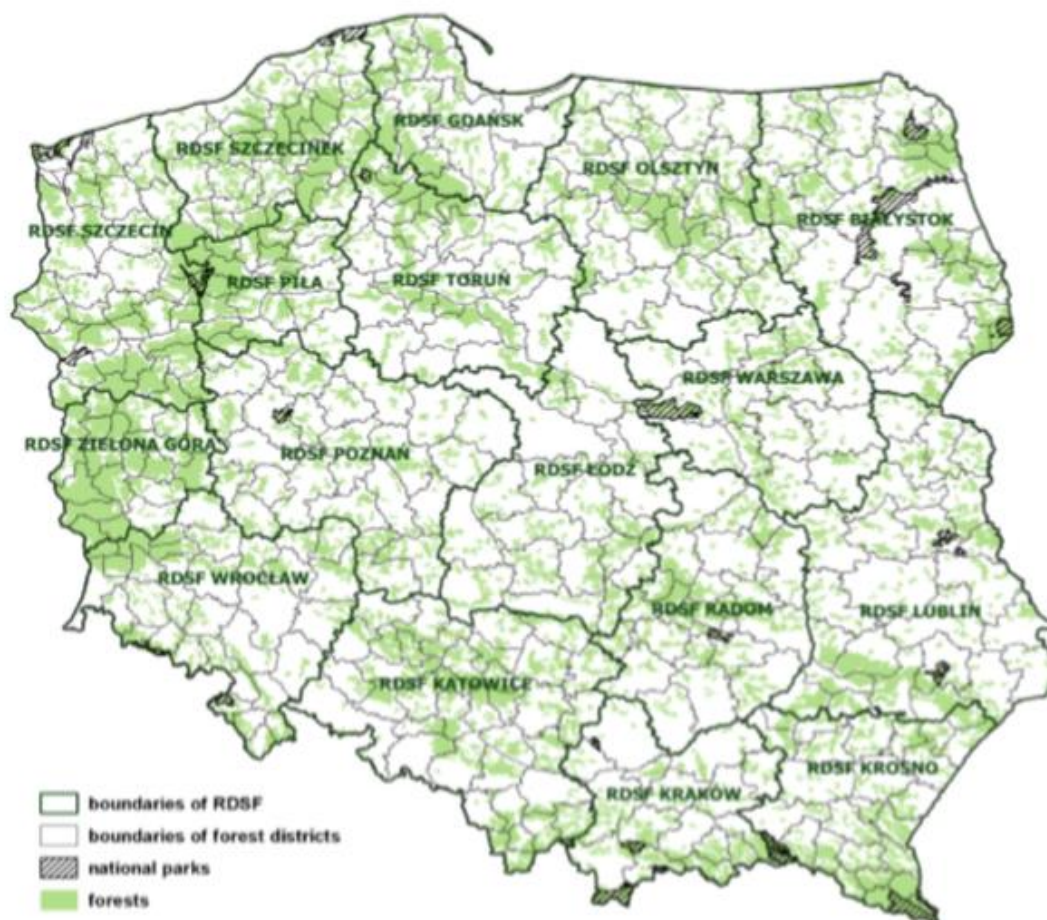 RDSF GDAŃSK
RDSF SZCZECINEK
RDSF OLSZTYN
RDSF BIAŁYSTOK
RDSF SZCZECIN
RDSF PIŁA
RDSF TORUŃ
RDSF WARSZAWA
RDSF ZIELONA GÓRA
RDSF POZNAŃ
RDSF ŁÓDŹ
RDSF WROCŁAW
RDSF RADOM
RDSF LUBLIN
RDSF KATOWICE
RDSF KROSNO
RDSF KRAKÓW
boundaries of RDSF
boundaries of forest districts
national parks
forests